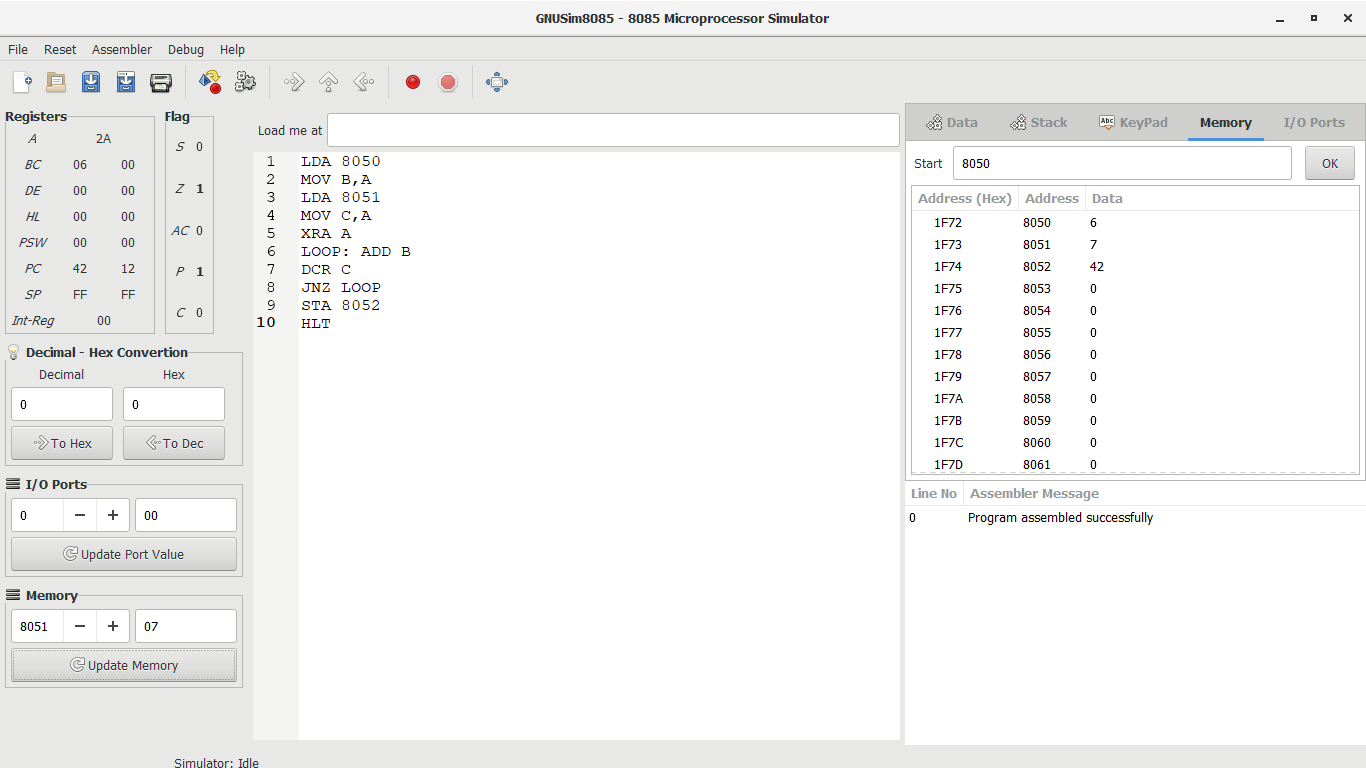 GNUSim8085 - 8085 Microprocessor Simulator
File Reset Assembler Debug Help
Registers
A 2A
BC 06 00
DE 00 00
HL 00 00
PSW 00 00
PC 42 12
SP FF FF
Int-Reg 00
Flag
S 0
Z 1
AC 0
P 1
C 0
Decimal - Hex Convertion
Decimal Hex
0 0
To Hex To Dec
I/O Ports
0 − + 00
Update Port Value
Memory
8051 − + 07
Update Memory
Load me at
1 LDA 8050
2 MOV B,A
3 LDA 8051
4 MOV C,A
5 XRA A
6 LOOP: ADD B
7 DCR C
8 JNZ LOOP
9 STA 8052
10 HLT
Data Stack Abc KeyPad Memory I/O Ports
Start 8050 OK
Address (Hex) Address Data
1F72 8050 6
1F73 8051 7
1F74 8052 42
1F75 8053 0
1F76 8054 0
1F77 8055 0
1F78 8056 0
1F79 8057 0
1F7A 8058 0
1F7B 8059 0
1F7C 8060 0
1F7D 8061 0
Line No Assembler Message
0 Program assembled successfully
Simulator: Idle